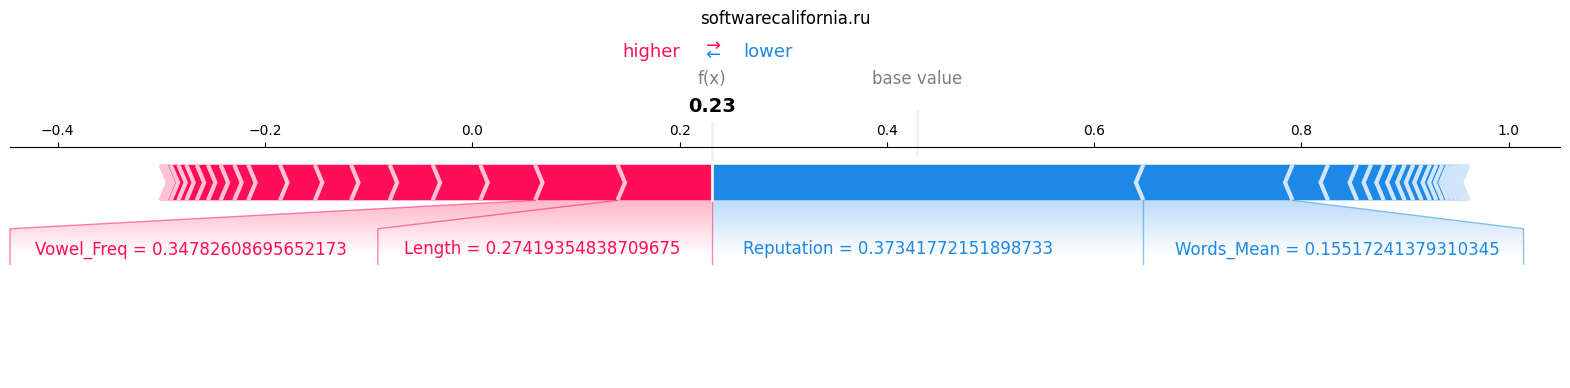 softwarecalifornia.ru
higher ⇄ lower
f(x) base value
0.23
−0.4 −0.2 0.0 0.2 0.4 0.6 0.8 1.0
Vowel_Freq = 0.34782608695652173 Length = 0.27419354838709675 Reputation = 0.37341772151898733 Words_Mean = 0.15517241379310345